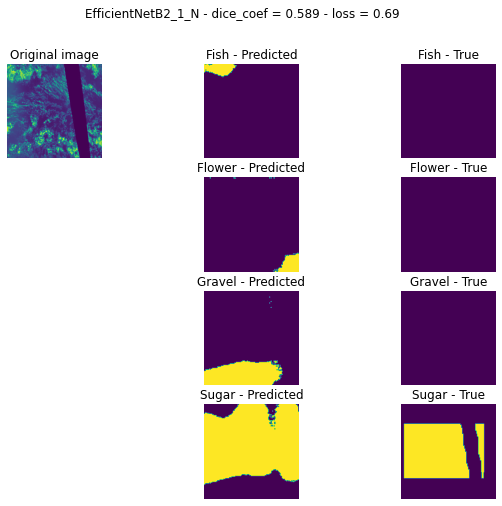 EfficientNetB2_1_N - dice_coef = 0.589 - loss = 0.69
Original image
Fish - Predicted
Fish - True
Flower - Predicted
Flower - True
Gravel - Predicted
Gravel - True
Sugar - Predicted
Sugar - True